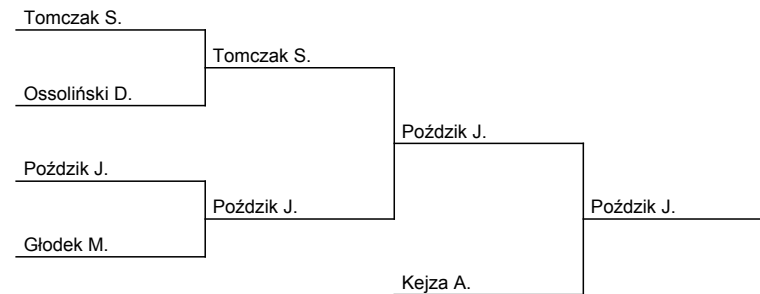 Tomczak S.
Tomczak S.
Ossoliński D.
Poździk J.
Poździk J.
Poździk J.
Poździk J.
Głodek M.
Kejza A.